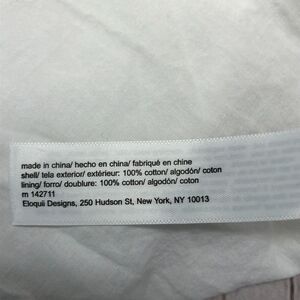 made in china/ hecho en china/ fabriqué en chine
shell/ tela exterior/ extérieur: 100% cotton/ algodón/ coton
lining/ forro/ doublure: 100% cotton/ algodón/ coton
m 142711
Eloquii Designs, 250 Hudson St, New York, NY 10013